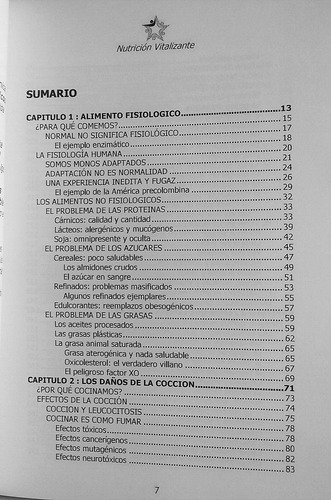 Nutrición Vitalizante
SUMARIO
CAPITULO 1 : ALIMENTO FISIOLOGICO 13
¿PARA QUÉ COMEMOS? 15
NORMAL NO SIGNIFICA FISIOLÓGICO 17
El ejemplo enzimático 18
LA FISIOLOGÍA HUMANA 20
SOMOS MONOS ADAPTADOS 21
ADAPTACIÓN NO ES NORMALIDAD 24
UNA EXPERIENCIA INEDITA Y FUGAZ 26
El ejemplo de la América precolombina 29
LOS ALIMENTOS NO FISIOLOGICOS 32
EL PROBLEMA DE LAS PROTEINAS 33
Cárnicos: calidad y cantidad 33
Lácteos: alergénicos y mucógenos 39
Soja: omnipresente y oculta 42
EL PROBLEMA DE LOS AZUCARES 45
Cereales: poco saludables 47
Los almidones crudos 49
El azúcar en sangre 51
Refinados: problemas masificados 53
Algunos refinados ejemplares 55
Edulcorantes: reemplazos obesogénicos 57
EL PROBLEMA DE LAS GRASAS 59
Los aceites procesados 59
Las grasas plásticas 62
La grasa animal saturada 65
Grasa aterogénica y nada saludable 65
Oxicolesterol: el verdadero villano 67
El peligroso factor XO 69
CAPITULO 2 : LOS DAÑOS DE LA COCCION 71
¿POR QUÉ COCINAMOS? 73
EFECTOS DE LA COCCIÓN 74
COCCION Y LEUCOCITOSIS 75
COCINAR ES COMO FUMAR 78
Efectos tóxicos 78
Efectos cancerígenos 80
Efectos mutagénicos 82
Efectos neurotóxicos 83
7